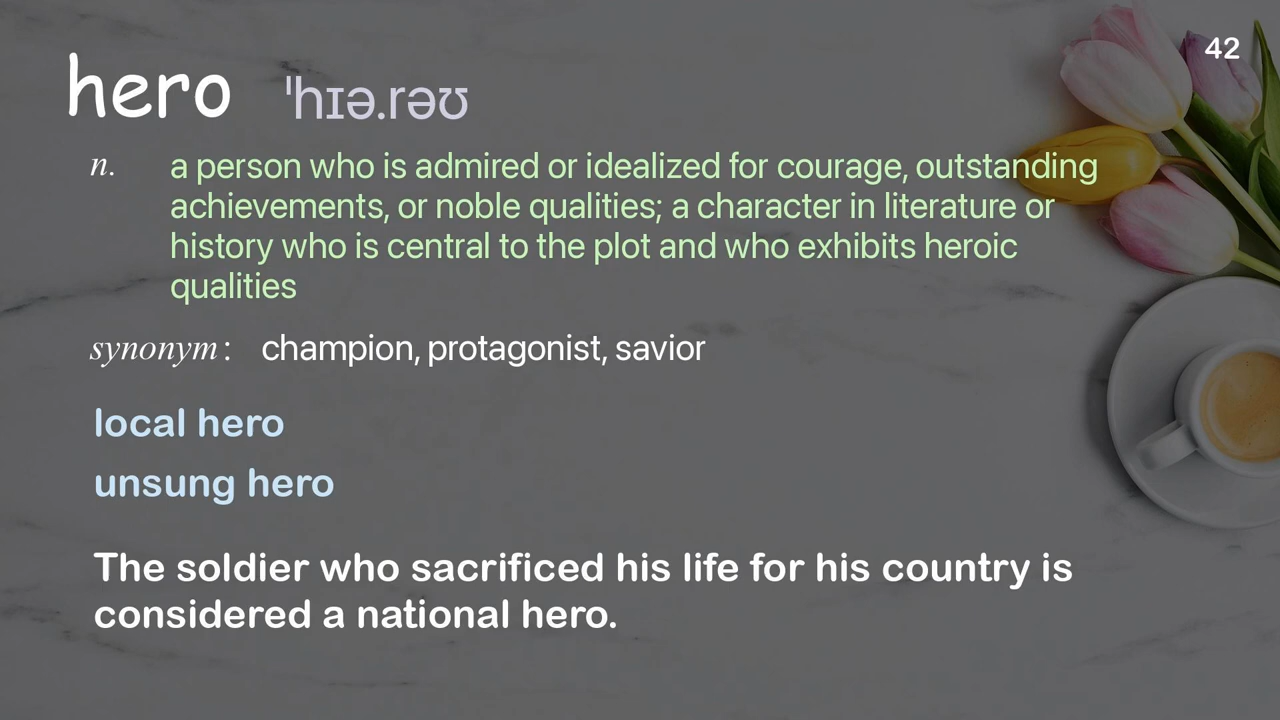 42
hero ˈhɪə.rəʊ
n. a person who is admired or idealized for courage, outstanding
achievements, or noble qualities; a character in literature or
history who is central to the plot and who exhibits heroic
qualities
synonym: champion, protagonist, savior
local hero
unsung hero
The soldier who sacrificed his life for his country is
considered a national hero.